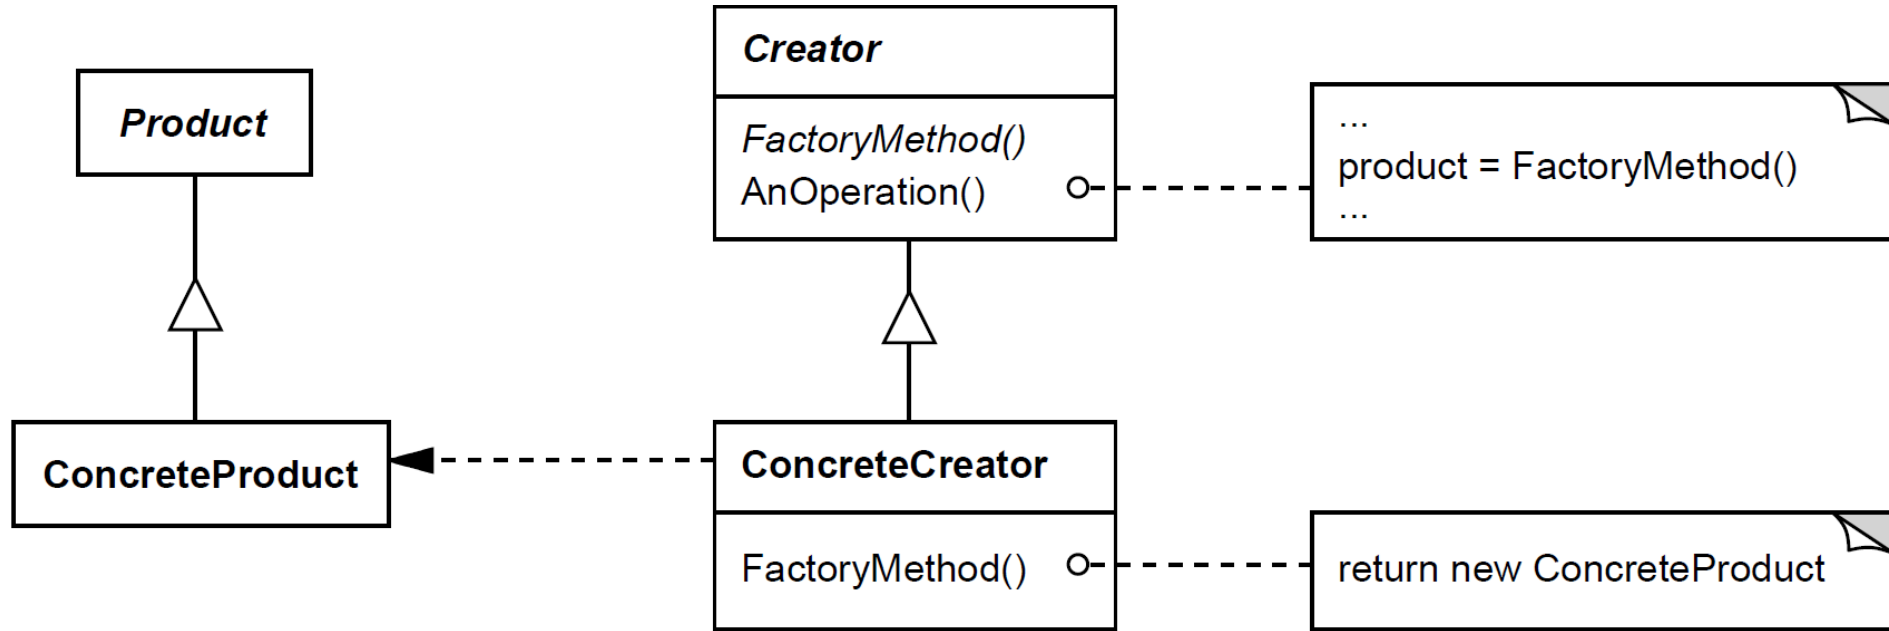 Product
ConcreteProduct
Creator
FactoryMethod()
AnOperation()
...
product = FactoryMethod()
...
ConcreteCreator
FactoryMethod()
return new ConcreteProduct